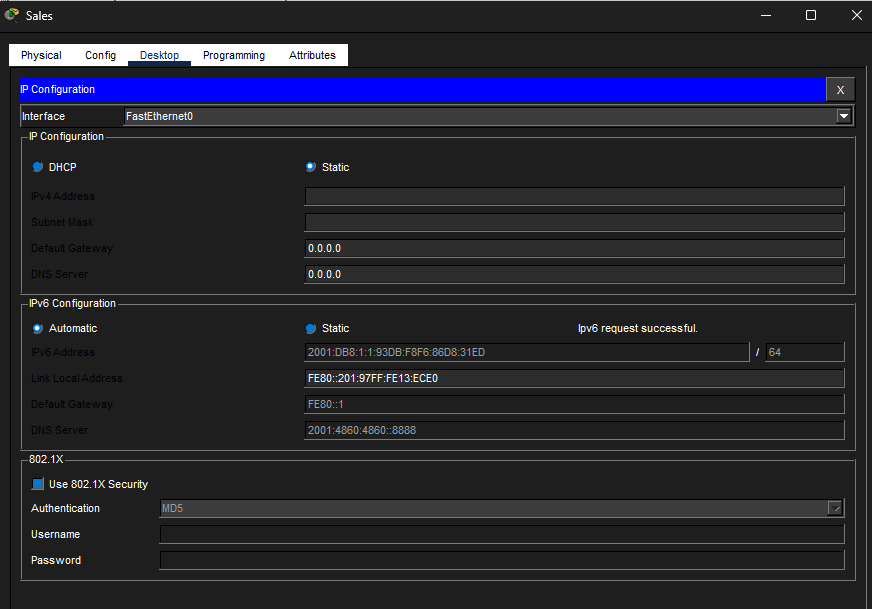 Sales
Physical Config Desktop Programming Attributes
IP Configuration X
Interface FastEthernet0
IP Configuration
DHCP Static
IPv4 Address
Subnet Mask
Default Gateway 0.0.0.0
DNS Server 0.0.0.0
IPv6 Configuration
Automatic Static Ipv6 request successful.
IPv6 Address 2001:DB8:1:1:93DB:F8F6:86D8:31ED / 64
Link Local Address FE80::201:97FF:FE13:ECE0
Default Gateway FE80::1
DNS Server 2001:4860:4860::8888
802.1X
Use 802.1X Security
Authentication MD5
Username
Password